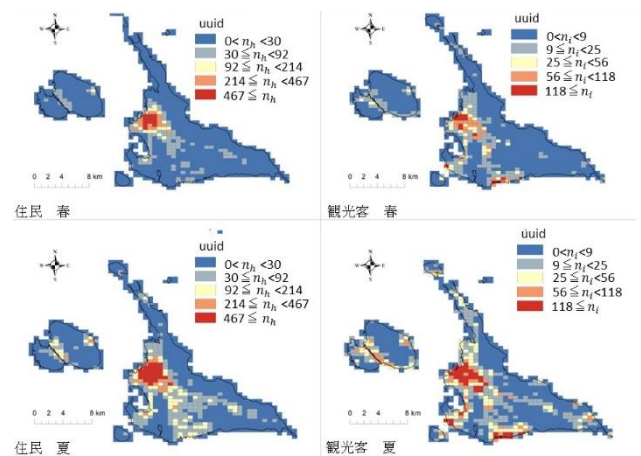 N
W E
S
uuid
0< n_h <30
30≦ n_h <92
92≦ n_h <214
214≦ n_h <467
467≦ n_h
0 2 4 8 km
住民 春
N
W E
S
uuid
0<n_i<9
9≦n_i<25
25≦n_i<56
56≦n_i<118
118≦n_i
0 2 4 8 km
観光客 春
N
W E
S
uuid
0< n_h <30
30≦ n_h <92
92≦ n_h <214
214≦ n_h <467
467≦ n_h
0 2 4 8 km
住民 夏
N
W E
S
uuid
0<n_i<9
9≦n_i<25
25≦n_i<56
56≦n_i<118
118≦n_i
0 2 4 8 km
観光客 夏